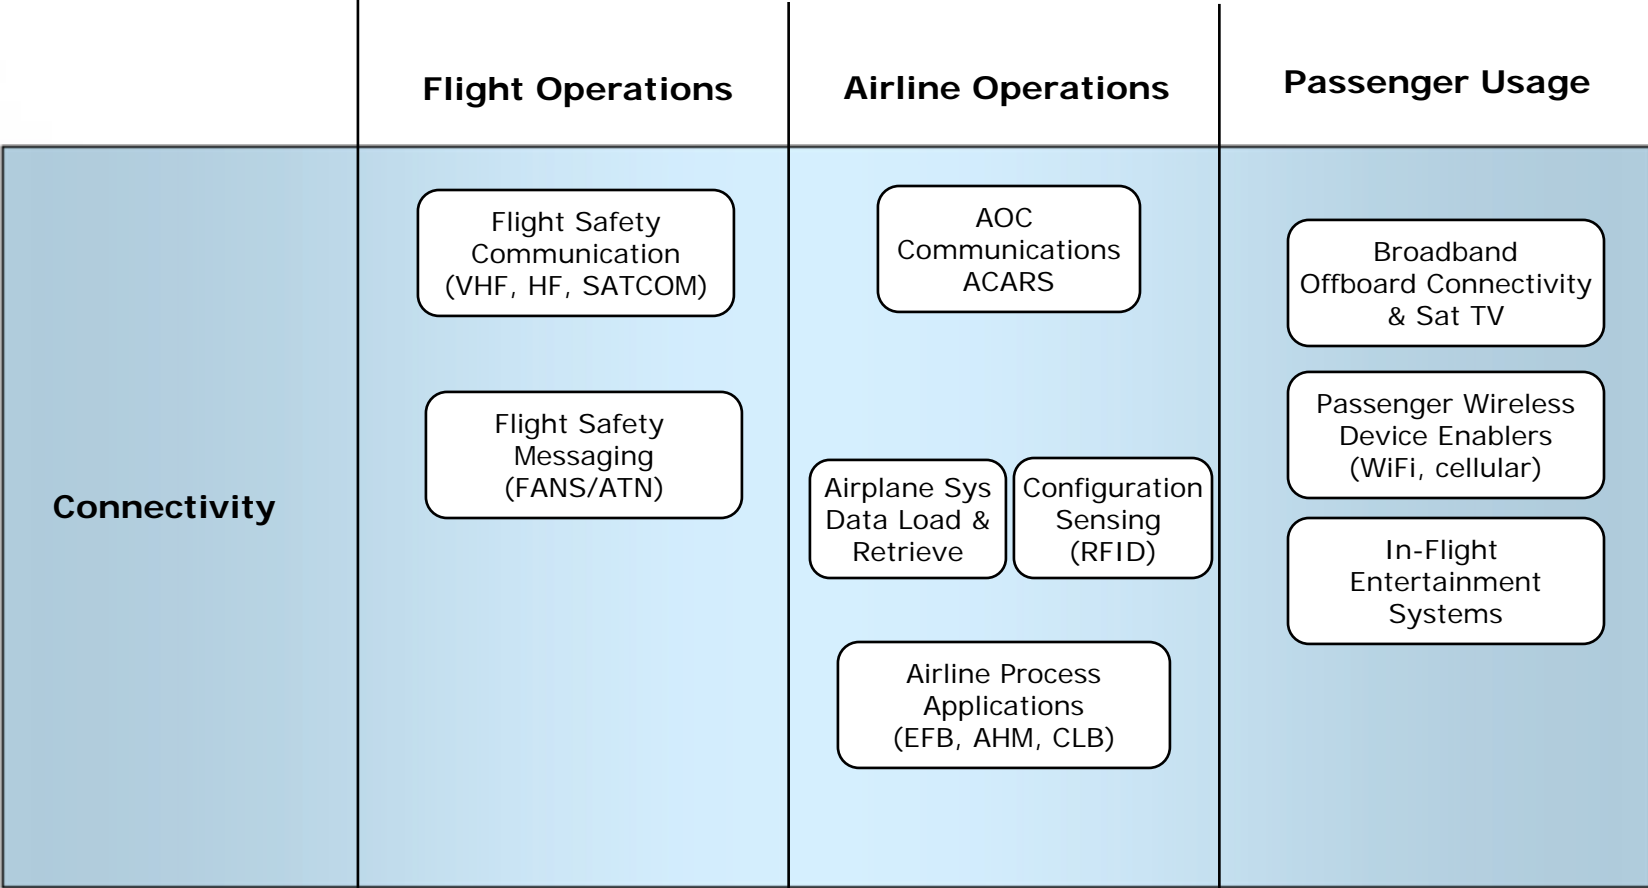 Flight Operations
Airline Operations
Passenger Usage
Connectivity
Flight Safety
Communication
(VHF, HF, SATCOM)
Flight Safety
Messaging
(FANS/ATN)
AOC
Communications
ACARS
Airplane Sys
Data Load &
Retrieve
Configuration
Sensing
(RFID)
Airline Process
Applications
(EFB, AHM, CLB)
Broadband
Offboard Connectivity
& Sat TV
Passenger Wireless
Device Enablers
(WiFi, cellular)
In-Flight
Entertainment
Systems